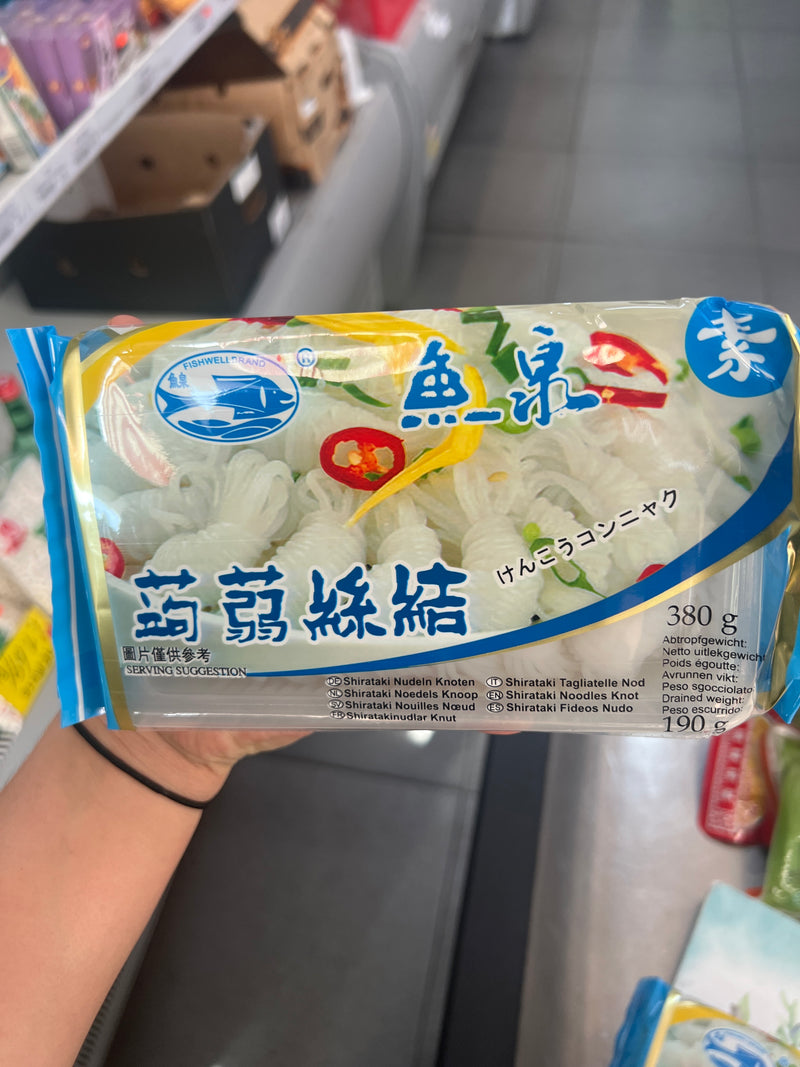 FISHWELL BRAND
魚泉
®
魚泉
素
けんこうコンニャク
蒟蒻絲結
圖片僅供參考
SERVING SUGGESTION
DE Shirataki Nudeln Knoten
NL Shirataki Noedels Knoop
SV Shirataki Nouilles Nœud
FR Shiratakinudlar Knut
IT Shirataki Tagliatelle Nod
EN Shirataki Noodles Knot
ES Shirataki Fideos Nudo
380 g
Abtropfgewicht:
Netto uitlekgewicht
Poids égoutte:
Avrunnen vikt:
Peso sgocciolato
Drained weight:
Peso escurrido:
190 g